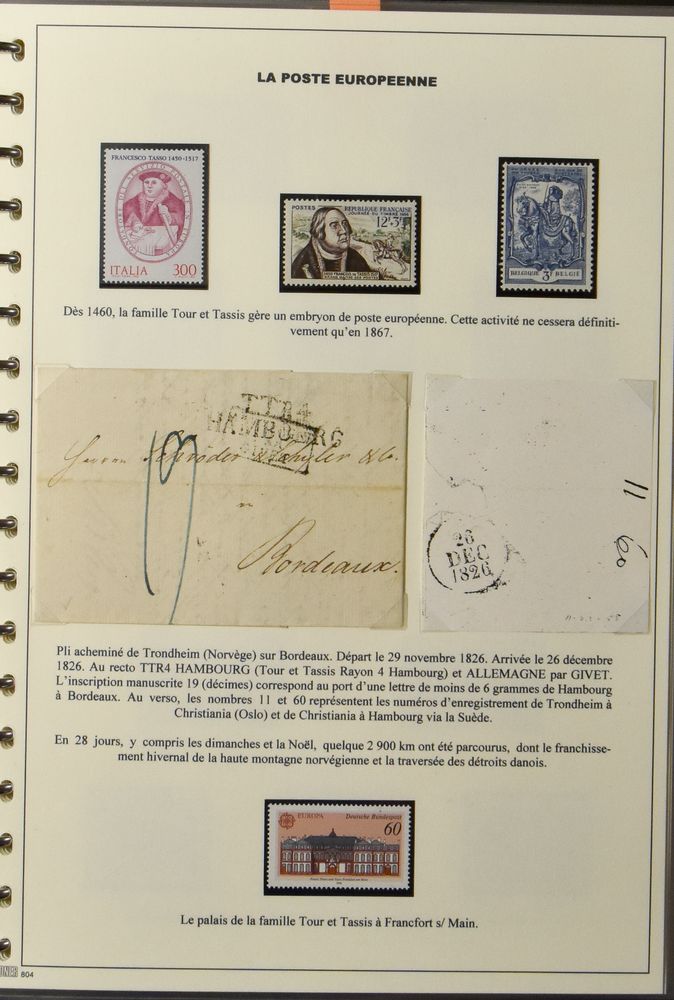 LA POSTE EUROPEENNE
FRANCESCO TASSO 1450-1517
ITALIA 300
POSTES REPUBLIQUE FRANÇAISE
JOURNÉE DU TIMBRE 1956
12F+3F
BELGIQUE 3F BELGIË
Dès 1460, la famille Tour et Tassis gère un embryon de poste européenne. Cette activité ne cessera définiti-
vement qu'en 1867.
TTR4
HAMBOURG
19
Bordeaux.
11
60
26
DEC
1826
Pli acheminé de Trondheim (Norvège) sur Bordeaux. Départ le 29 novembre 1826. Arrivée le 26 décembre
1826. Au recto TTR4 HAMBOURG (Tour et Tassis Rayon 4 Hambourg) et ALLEMAGNE par GIVET.
L'inscription manuscrite 19 (décimes) correspond au port d'une lettre de moins de 6 grammes de Hambourg
à Bordeaux. Au verso, les nombres 11 et 60 représentent les numéros d'enregistrement de Trondheim à
Christiania (Oslo) et de Christiania à Hambourg via la Suède.
En 28 jours, y compris les dimanches et la Noël, quelque 2 900 km ont été parcourus, dont le franchisse-
ment hivernal de la haute montagne norvégienne et la traversée des détroits danois.
EUROPA Deutsche Bundespost
60
Le palais de la famille Tour et Tassis à Francfort s/ Main.
804